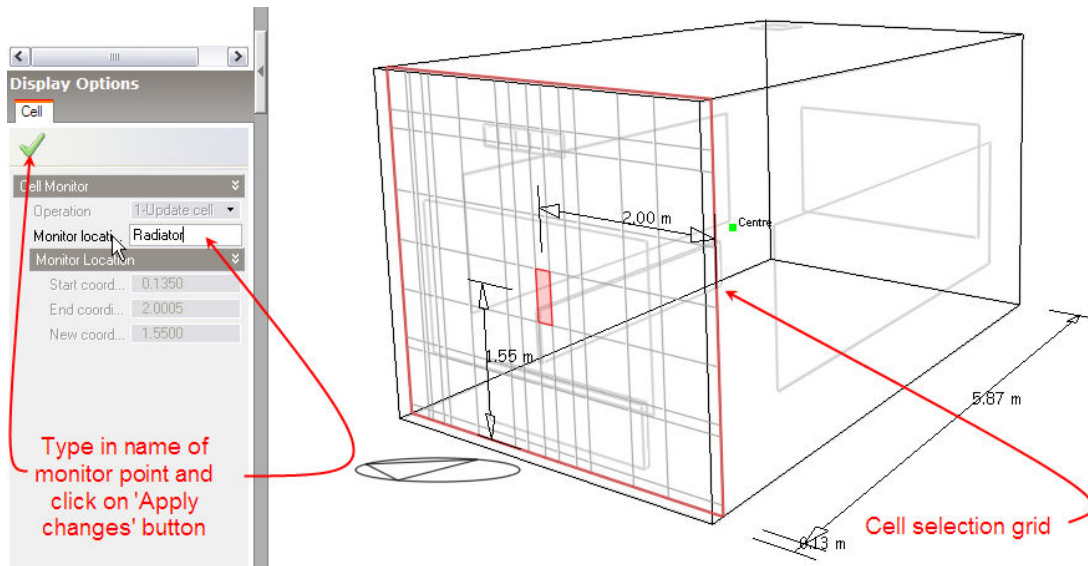 Display Options
Cell
Cell Monitor
Operation 1-Update cell
Monitor locati Radiator
Monitor Location
Start coord... 0.1350
End coordi... 2.0005
New coord... 1.5500
Type in name of
monitor point and
click on 'Apply
changes' button
2.00 m
Centre
1.55 m
5.87 m
Cell selection grid
0.13 m